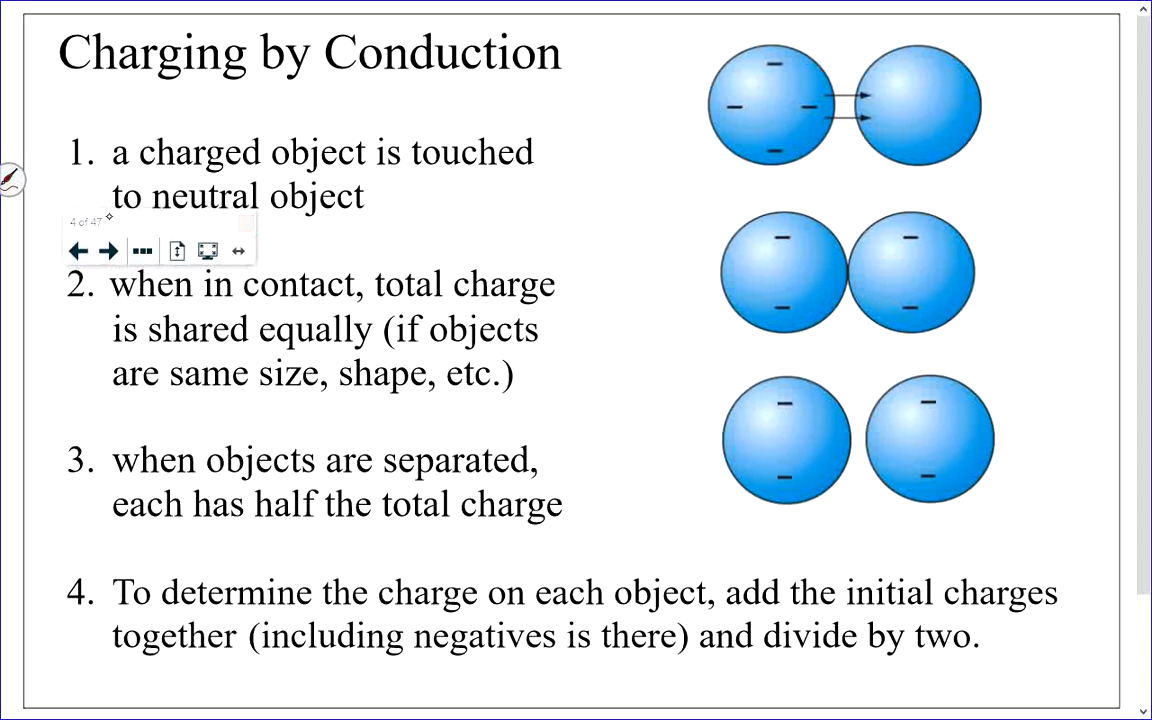 Charging by Conduction
1. a charged object is touched
to neutral object
4 of 47
2. when in contact, total charge
is shared equally (if objects
are same size, shape, etc.)
3. when objects are separated,
each has half the total charge
4. To determine the charge on each object, add the initial charges
together (including negatives is there) and divide by two.